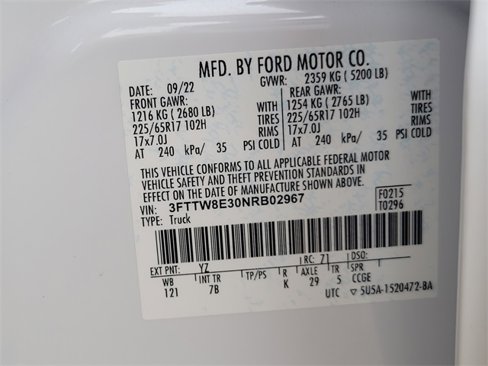 MFD. BY FORD MOTOR CO.
DATE: 09/22 GVWR: 2359 KG ( 5200 LB)
FRONT GAWR: REAR GAWR:
1216 KG ( 2680 LB) WITH 1254 KG ( 2765 LB) WITH
225/65R17 102H TIRES 225/65R17 102H TIRES
17x7.0J RIMS 17x7.0J RIMS
AT 240 kPa/ 35 PSI COLD AT 240 kPa/ 35 PSI COLD
THIS VEHICLE CONFORMS TO ALL APPLICABLE FEDERAL MOTOR
VEHICLE SAFETY AND THEFT PREVENTION STANDARDS IN EFFECT
ON THE DATE OF MANUFACTURE SHOWN ABOVE.
VIN: 3FTTW8E30NRB02967 F0215
TYPE: Truck T0296
EXT PNT: YZ RC: 71 DSO:
WB INT TR TP/PS R AXLE TR SPR
121 7B K 29 5 CCGE
UTC 5U5A-1520472-BA